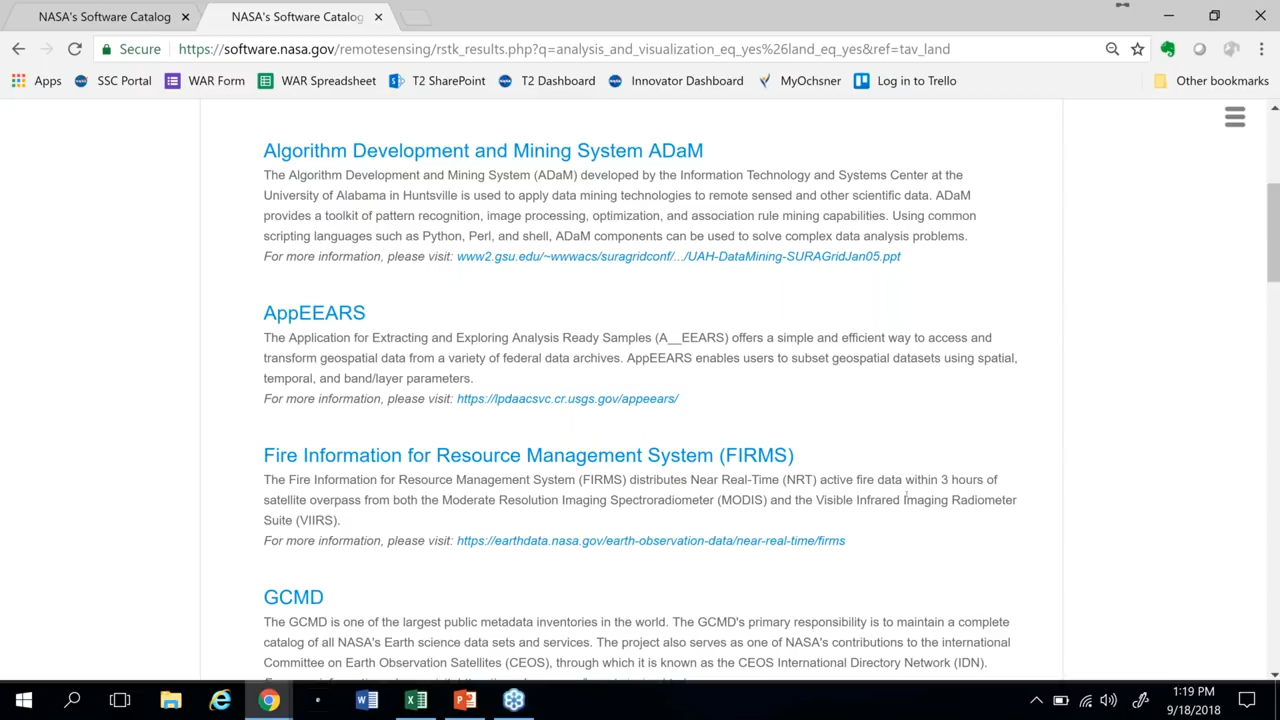 NASA's Software Catalog
NASA's Software Catalog
Secure
https://software.nasa.gov/remotesensing/rstk_results.php?q=analysis_and_visualization_eq_yes%26land_eq_yes&ref=tav_land
Apps SSC Portal WAR Form WAR Spreadsheet T2 SharePoint T2 Dashboard Innovator Dashboard MyOchsner Log in to Trello Other bookmarks
Algorithm Development and Mining System ADaM
The Algorithm Development and Mining System (ADaM) developed by the Information Technology and Systems Center at the
University of Alabama in Huntsville is used to apply data mining technologies to remote sensed and other scientific data. ADaM
provides a toolkit of pattern recognition, image processing, optimization, and association rule mining capabilities. Using common
scripting languages such as Python, Perl, and shell, ADaM components can be used to solve complex data analysis problems.
For more information, please visit: www2.gsu.edu/~wwwacs/suragridconf/.../UAH-DataMining-SURAGridJan05.ppt
AppEEARS
The Application for Extracting and Exploring Analysis Ready Samples (A__EEARS) offers a simple and efficient way to access and
transform geospatial data from a variety of federal data archives. AppEEARS enables users to subset geospatial datasets using spatial,
temporal, and band/layer parameters.
For more information, please visit: https://lpdaacsvc.cr.usgs.gov/appeears/
Fire Information for Resource Management System (FIRMS)
The Fire Information for Resource Management System (FIRMS) distributes Near Real-Time (NRT) active fire data within 3 hours of
satellite overpass from both the Moderate Resolution Imaging Spectroradiometer (MODIS) and the Visible Infrared Imaging Radiometer
Suite (VIIRS).
For more information, please visit: https://earthdata.nasa.gov/earth-observation-data/near-real-time/firms
GCMD
The GCMD is one of the largest public metadata inventories in the world. The GCMD's primary responsibility is to maintain a complete
catalog of all NASA's Earth science data sets and services. The project also serves as one of NASA's contributions to the international
Committee on Earth Observation Satellites (CEOS), through which it is known as the CEOS International Directory Network (IDN).
1:19 PM
9/18/2018